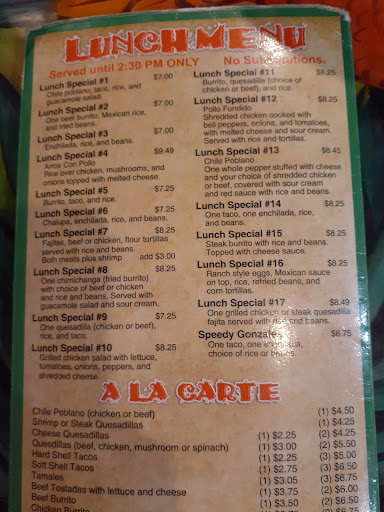 LUNCH MENU
Served until 2:30 PM ONLY No Substitutions.
Lunch Special #1 $7.00
Chile poblano, taco, rice, and
guacamole salad.
Lunch Special #2 $7.00
One beef burrito, Mexican rice,
and fried beans.
Lunch Special #3 $7.00
Enchilada, rice, and beans.
Lunch Special #4 $9.49
Arros Con Pollo
Rice over chicken, mushrooms, and
onions topped with melted cheese.
Lunch Special #5 $7.25
Burrito, taco, and rice.
Lunch Special #6 $7.25
Chalupa, enchilada, rice, and beans.
Lunch Special #7 $8.25
Fajitas, beef or chicken, flour tortillas
served with rice and beans.
Both meats plus shrimp add $3.00
Lunch Special #8 $8.25
One chimichanga (fried burrito)
with choice of beef or chicken
and rice and beans. Served with
guacamole salad and sour cream.
Lunch Special #9 $7.25
One quesadilla (chicken or beef),
rice, and taco.
Lunch Special #10 $8.25
Grilled chicken salad with lettuce,
tomatoes, onions, peppers, and
shredded cheese.
Lunch Special #11 $8.25
Burrito, quesadilla (choice of
chicken or beef), and rice.
Lunch Special #12 $8.25
Pollo Fundido
Shredded chicken cooked with
bell peppers, onions, and tomatoes,
with melted cheese and sour cream.
Served with rice and tortillas.
Lunch Special #13 $8.45
Chile Poblano
One whole pepper stuffed with cheese
and your choice of shredded chicken
or beef, covered with sour cream
and red sauce with rice and beans.
Lunch Special #14 $8.25
One taco, one enchilada, rice,
and beans.
Lunch Special #15 $8.25
Steak burrito with rice and beans.
Topped with cheese sauce.
Lunch Special #16 $8.25
Ranch style eggs, Mexican sauce
on top, rice, refried beans, and
corn tortillas.
Lunch Special #17 $8.49
One grilled chicken or steak quesadilla
fajita served with rice and beans.
Speedy Gonzales $6.75
One taco, one enchilada,
choice of rice or beans.
A LA CARTE
Chile Poblano (chicken or beef) (1) $4.50
Shrimp or Steak Quesadillas (1) $4.25
Cheese Quesadillas (1) $2.25 (2) $4.25
Quesdillas (beef, chicken, mushroom or spinach) (1) $3.00 (2) $5.50
Hard Shell Tacos (1) $2.25 (3) $5.00
Soft Shell Tacos (1) $2.75 (3) $6.50
Tamales (1) $3.05 (3) $6.75
Beef Tostadas with lettuce and cheese (1) $3.75 (2) $6.00
Beef Burrito (1) $3.50 (2) $6.50
Chicken Burrito